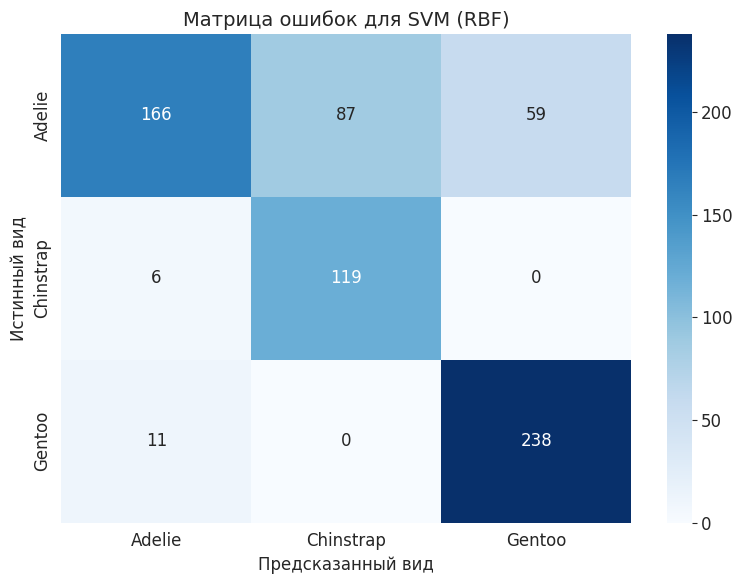 Матрица ошибок для SVM (RBF)
Истинный вид
Adelie
166
87
59
Chinstrap
6
119
0
Gentoo
11
0
238
Adelie
Chinstrap
Gentoo
Предсказанный вид
200
150
100
50
0